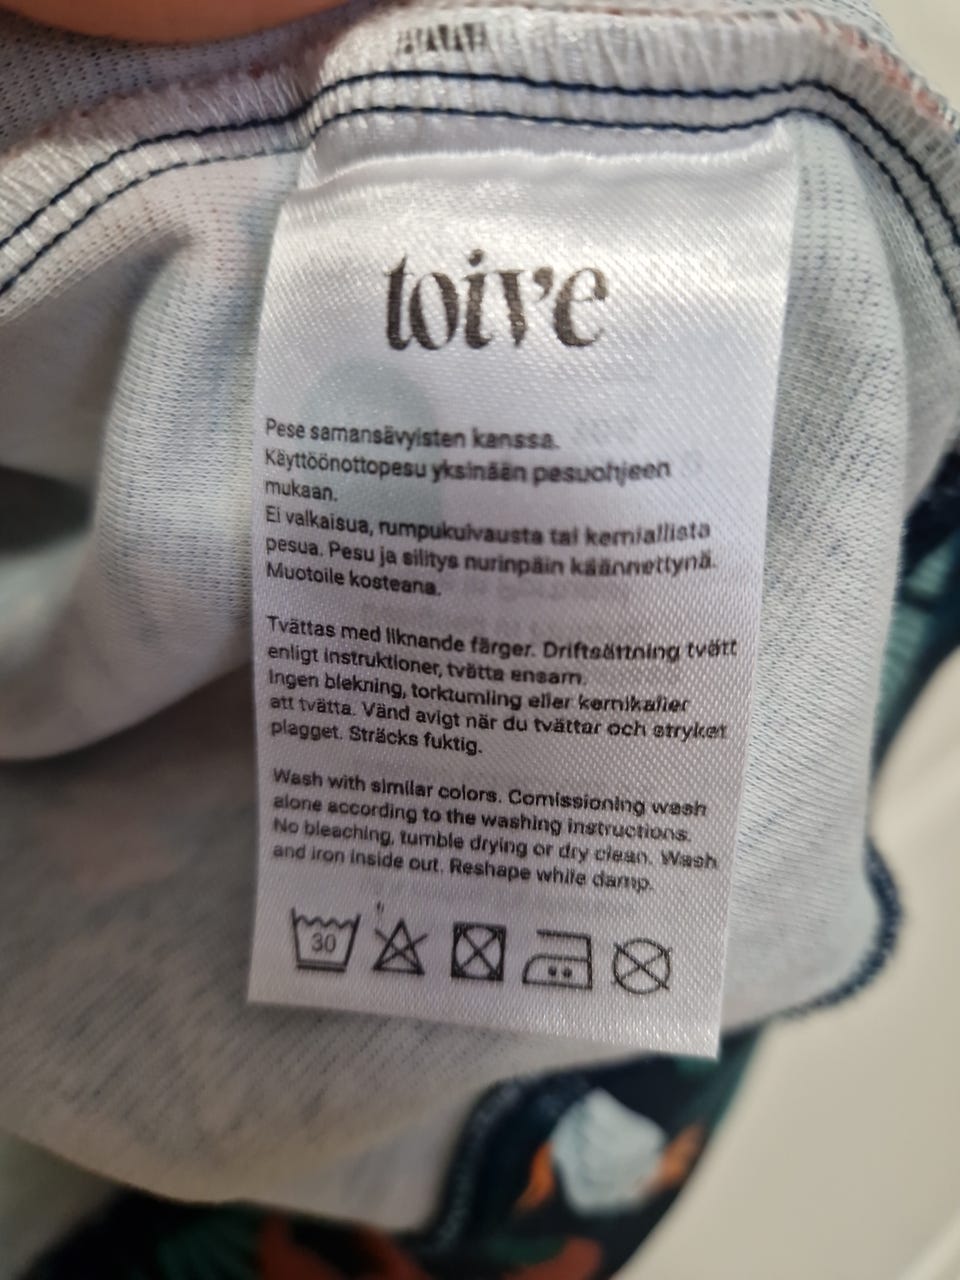 toive
Pese samansävyisten kanssa.
Käyttöönottopesu yksinään pesuohjeen
mukaan.
Ei valkaisua, rumpukuivausta tai kemiallista
pesua. Pesu ja silitys nurinpäin käännettynä.
Muotoile kosteana.
Tvättas med liknande färger. Driftsättning tvätt
enligt instruktioner, tvätta ensam.
Ingen blekning, torktumling eller kemikalier
att tvätta. Vänd avigt när du tvättar och stryket
plagget. Sträcks fuktig.
Wash with similar colors. Comissioning wash
alone according to the washing instructions.
No bleaching, tumble drying or dry clean. Wash
and iron inside out. Reshape while damp.
30